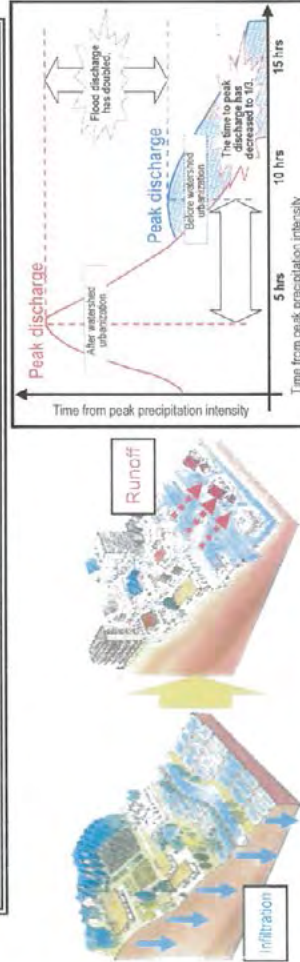 Infiltration
Runoff
Time from peak precipitation intensity
Peak discharge
After watershed
urbanization
Flood discharge
has doubled.
Peak discharge
Before watershed
urbanization
The time to peak
discharge has
decreased to 1/3.
5 hrs
10 hrs
15 hrs
Time from peak precipitation intensity